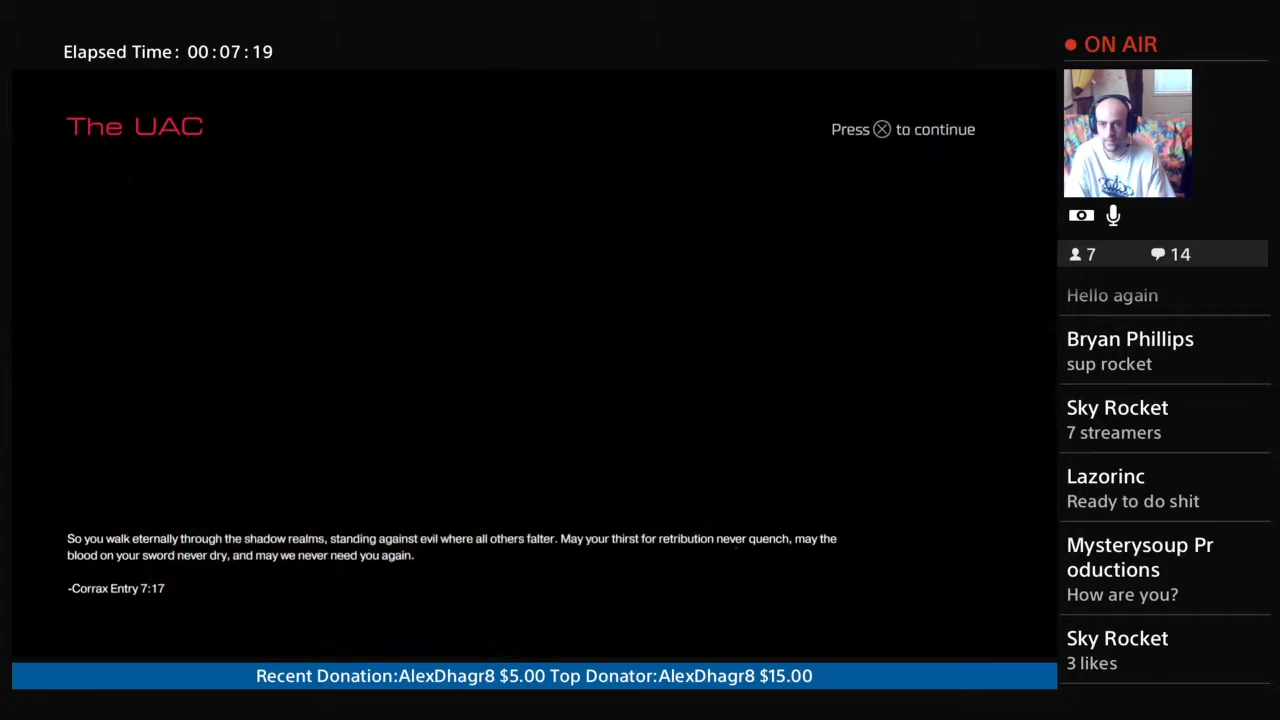 Elapsed Time: 00:07:19
ON AIR
The UAC
Press to continue
7
14
Hello again
Bryan Phillips
sup rocket
Sky Rocket
7 streamers
Lazorinc
Ready to do shit
Mysterysoup Pr
oductions
How are you?
Sky Rocket
3 likes
So you walk eternally through the shadow realms, standing against evil where all others falter. May your thirst for retribution never quench, may the
blood on your sword never dry, and may we never need you again.
-Corrax Entry 7:17
Recent Donation:AlexDhagr8 $5.00 Top Donator:AlexDhagr8 $15.00